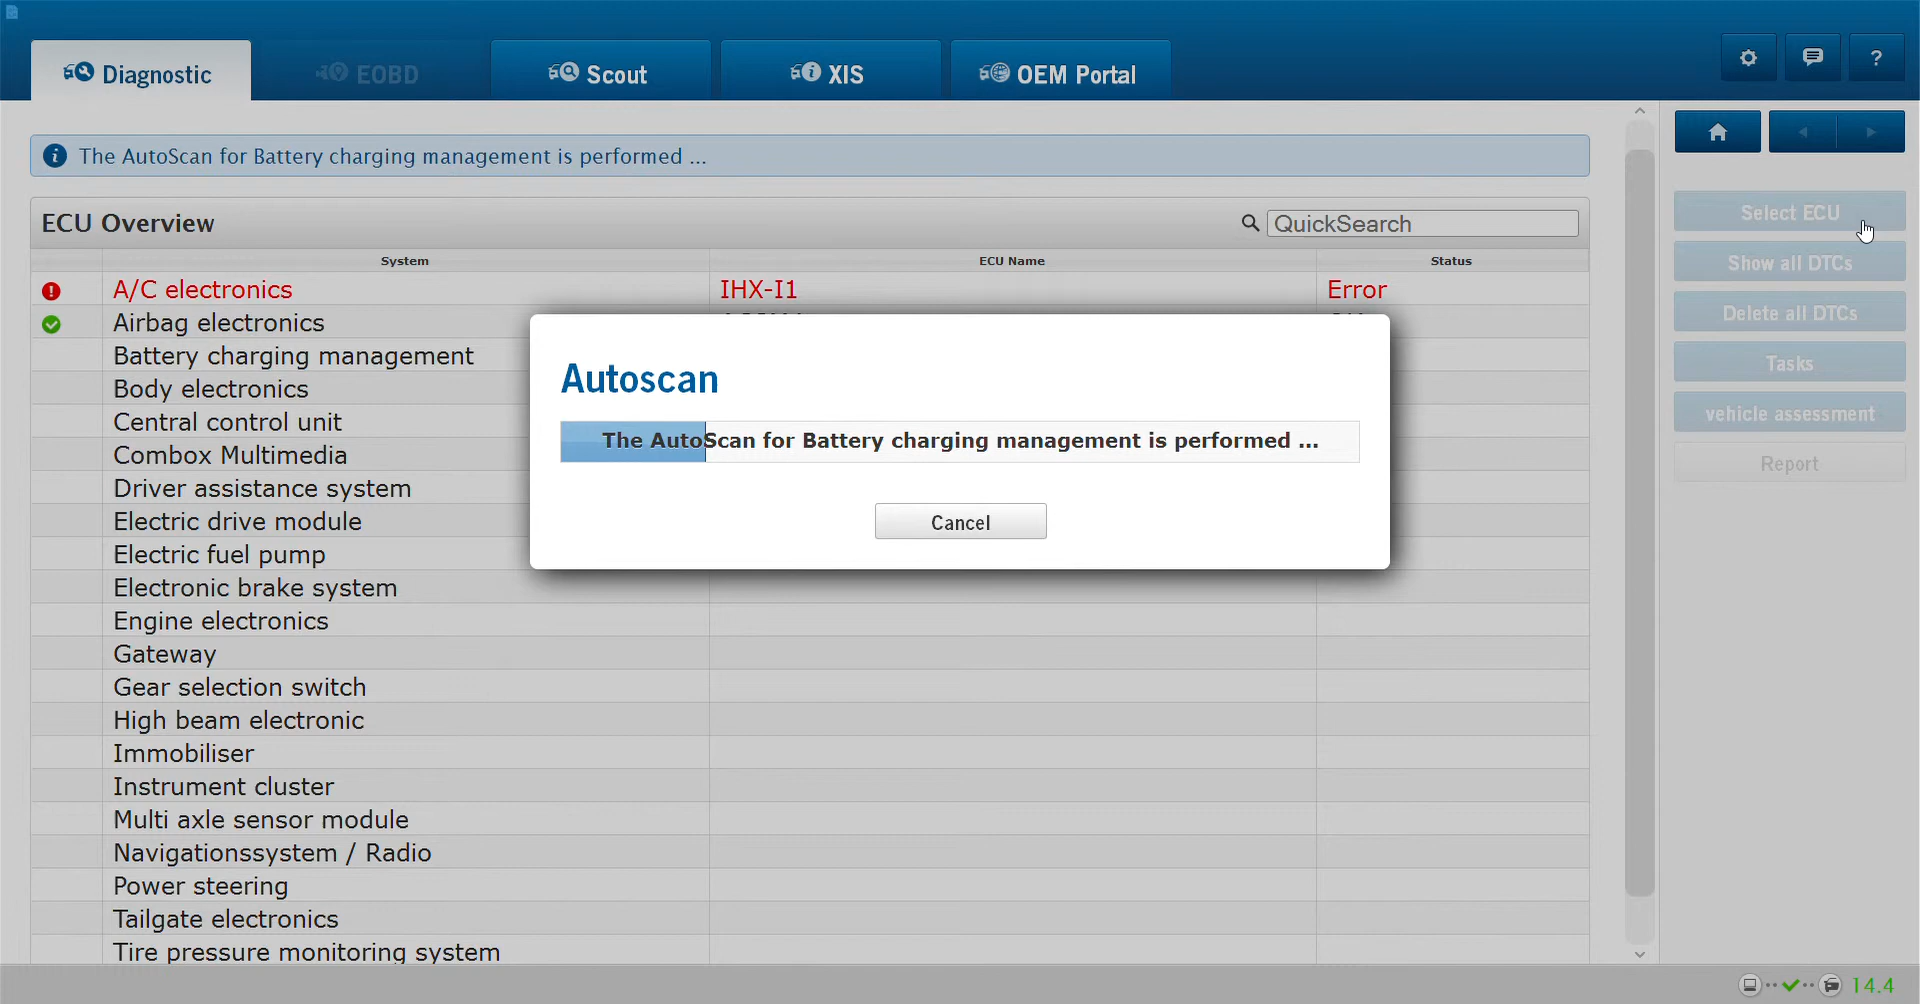 Diagnostic
EOBD
Scout
XIS
OEM Portal
?
The AutoScan for Battery charging management is performed ...
ECU Overview
QuickSearch
System ECU Name Status
A/C electronics IHX-I1 Error
Airbag electronics
Battery charging management
Body electronics
Central control unit
Combox Multimedia
Driver assistance system
Electric drive module
Electric fuel pump
Electronic brake system
Engine electronics
Gateway
Gear selection switch
High beam electronic
Immobiliser
Instrument cluster
Multi axle sensor module
Navigationssystem / Radio
Power steering
Tailgate electronics
Tire pressure monitoring system
Autoscan
The AutoScan for Battery charging management is performed ...
Cancel
Select ECU
Show all DTCs
Delete all DTCs
Tasks
vehicle assessment
Report
14.4